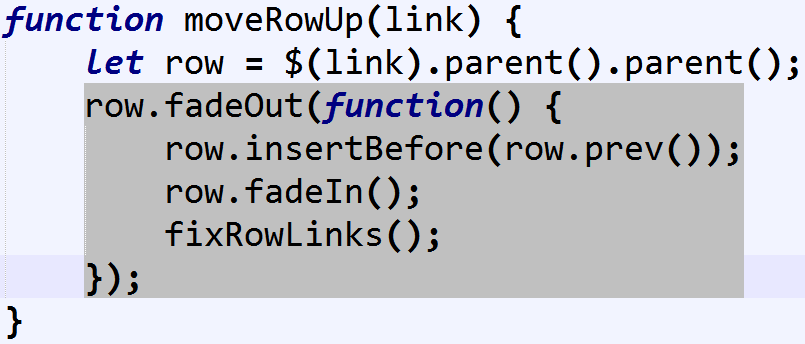 function moveRowUp(link) {
    let row = $(link).parent().parent();
    row.fadeOut(function() {
        row.insertBefore(row.prev());
        row.fadeIn();
        fixRowLinks();
    });
}